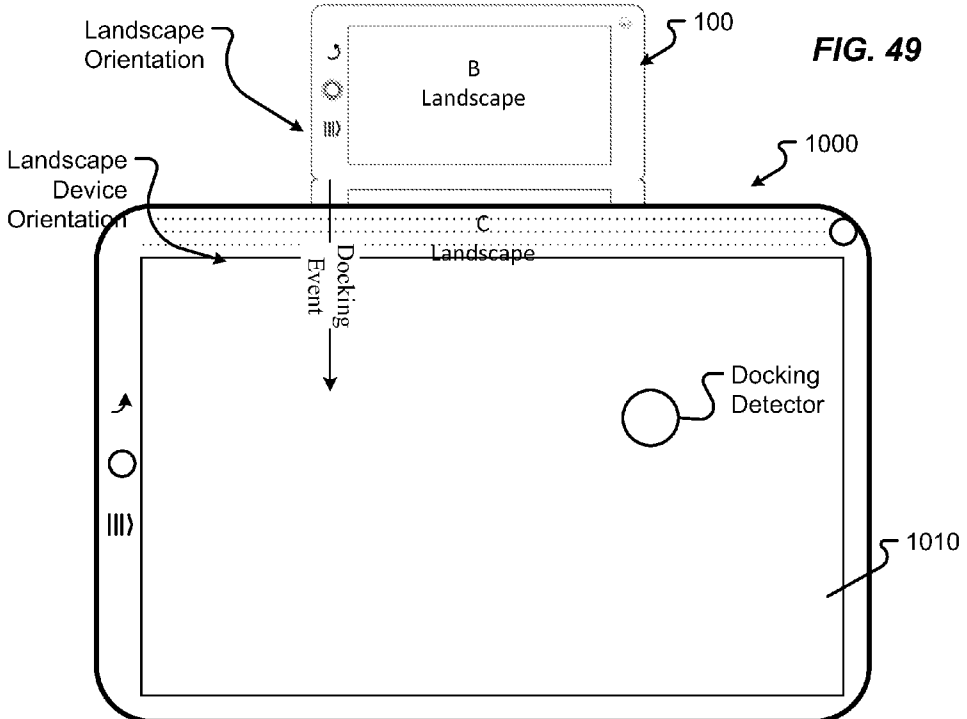 Landscape
Orientation
100
FIG. 49
B
Landscape
1000
Landscape
Device
Orientation
C
Landscape
Docking
Event
Docking
Detector
1010